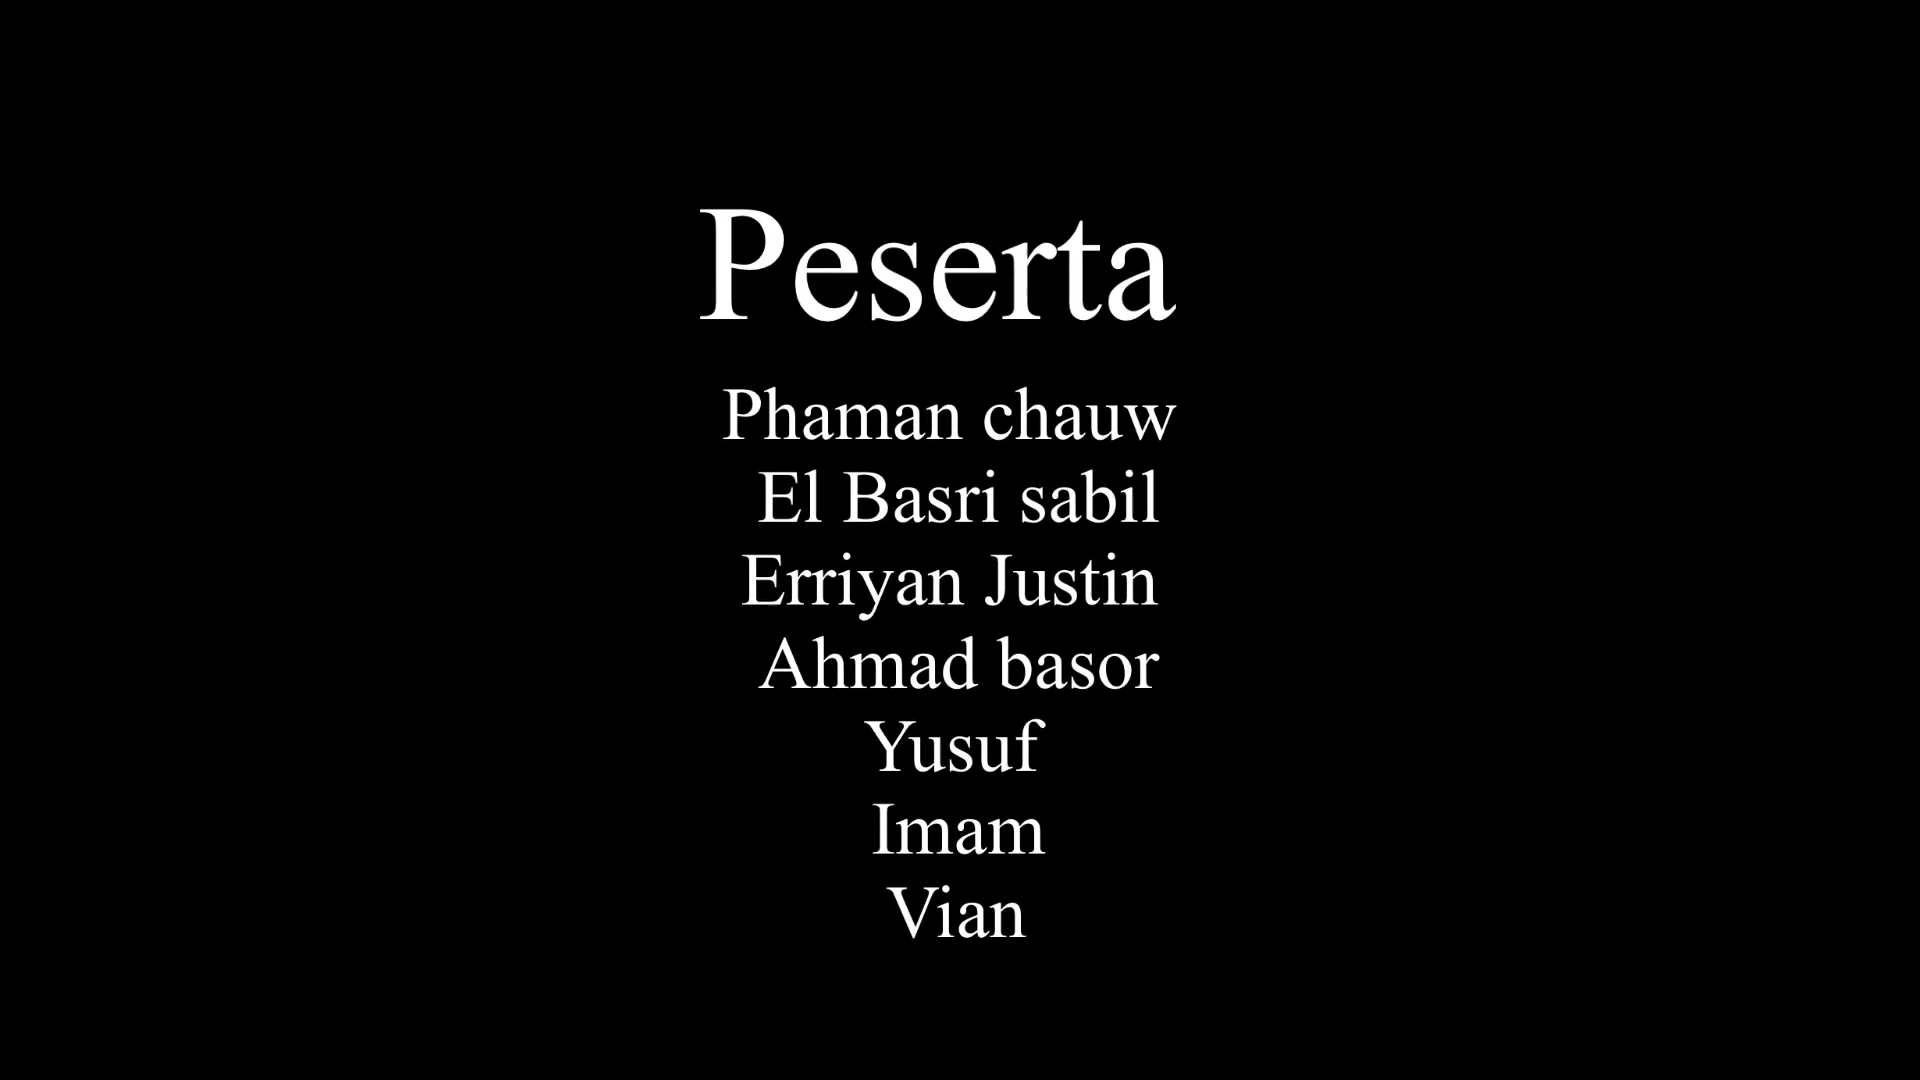 Peserta
Phaman chauw
El Basri sabil
Erriyan Justin
Ahmad basor
Yusuf
Imam
Vian